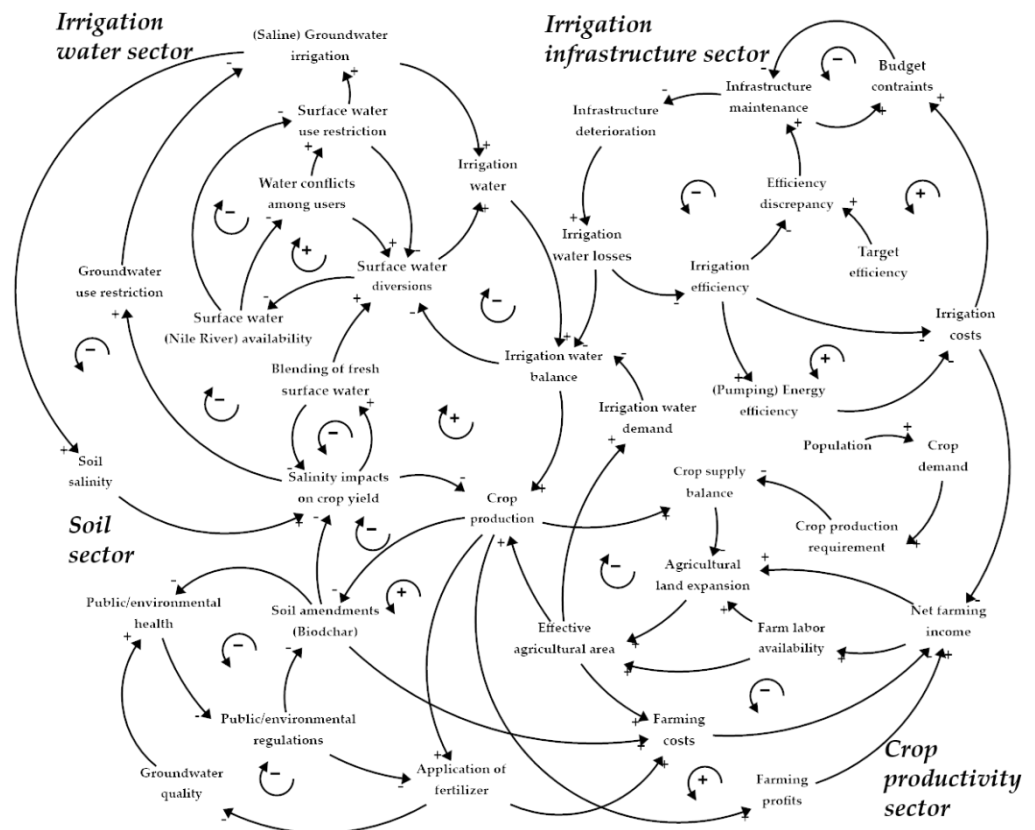 Irrigation
water sector
(Saline) Groundwater
irrigation
Surface water
use restriction
Water conflicts
among users
Irrigation
water
Groundwater
use restriction
Surface water
diversions
Surface water
(Nile River) availability
Blending of fresh
surface water
Irrigation water
balance
Soil
salinity
Salinity impacts
on crop yield
Irrigation
infrastructure sector
Budget
contraints
Infrastructure
maintenance
Infrastructure
deterioration
Efficiency
discrepancy
Target
efficiency
Irrigation
water losses
Irrigation
efficiency
Irrigation
costs
(Pumping) Energy
efficiency
Irrigation water
demand
Population
Crop
demand
Crop supply
balance
Crop
production
Crop production
requirement
Soil
sector
Public/environmental
health
Soil amendments
(Biodchar)
Effective
agricultural area
Agricultural
land expansion
Farm labor
availability
Net farming
income
Public/environmental
regulations
Groundwater
quality
Application of
fertilizer
Farming
costs
Farming
profits
Crop
productivity
sector